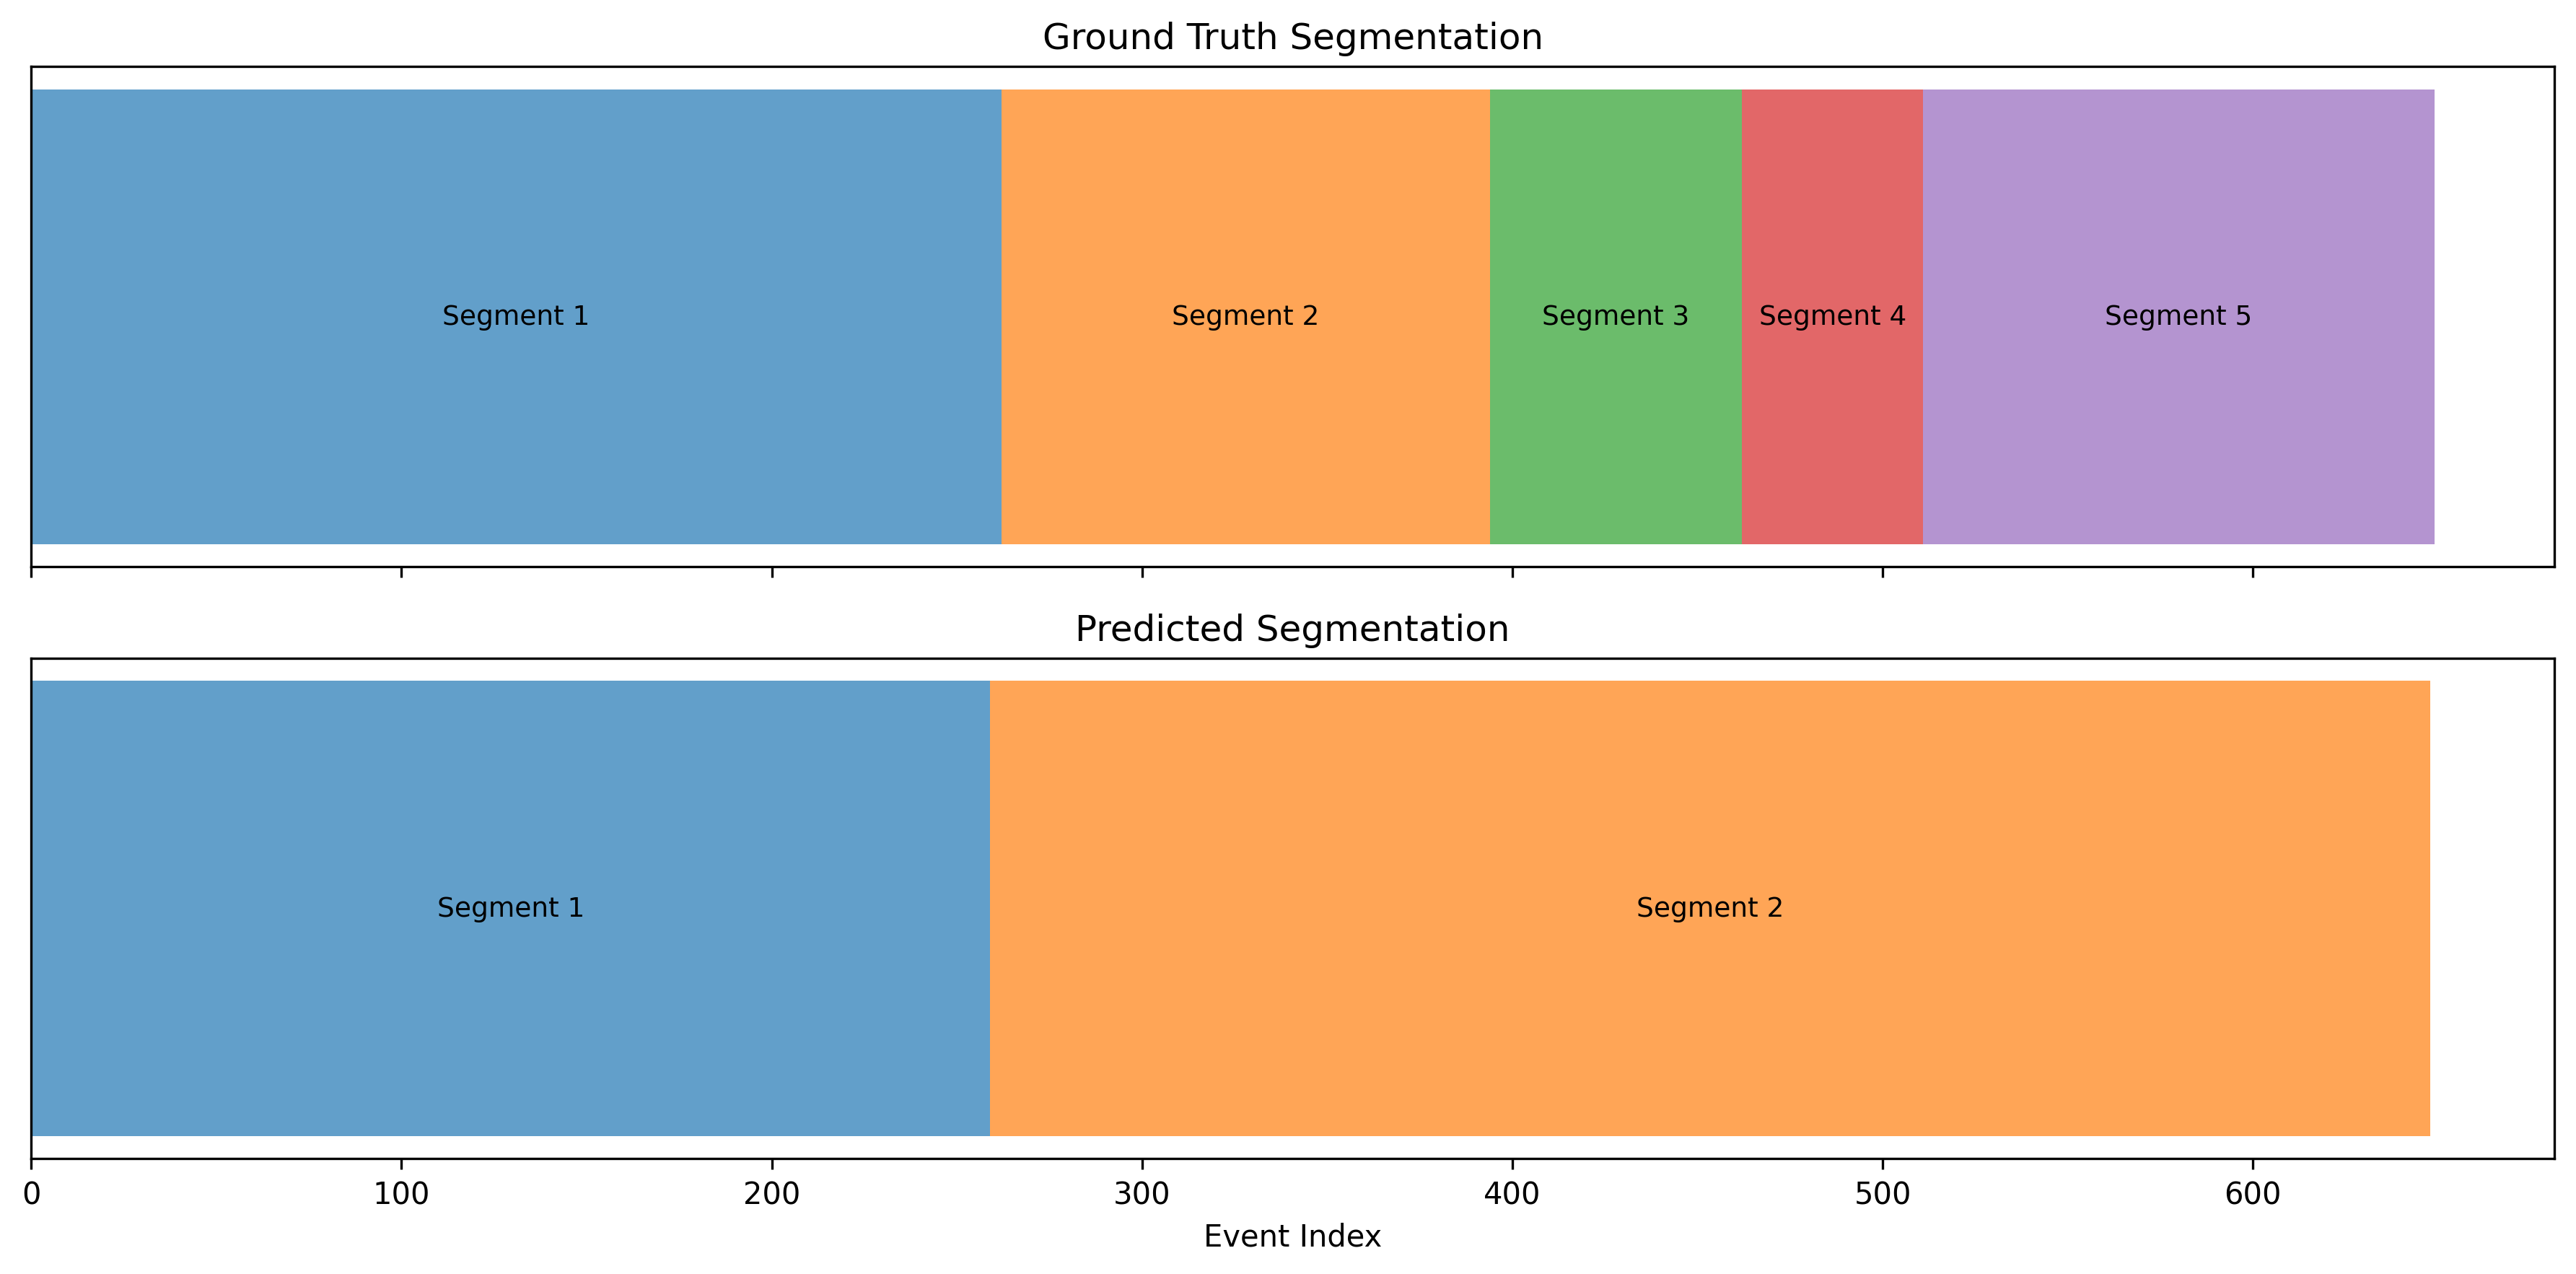 Ground Truth Segmentation
Segment 1
Segment 2
Segment 3
Segment 4
Segment 5
Predicted Segmentation
Segment 1
Segment 2
0 100 200 300 400 500 600
Event Index